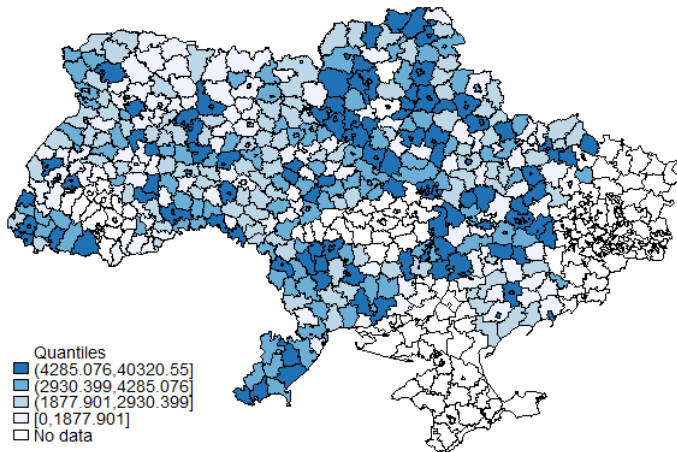 Quantiles
(4285.076,40320.55]
(2930.399,4285.076]
(1877.901,2930.399]
[0,1877.901]
No data